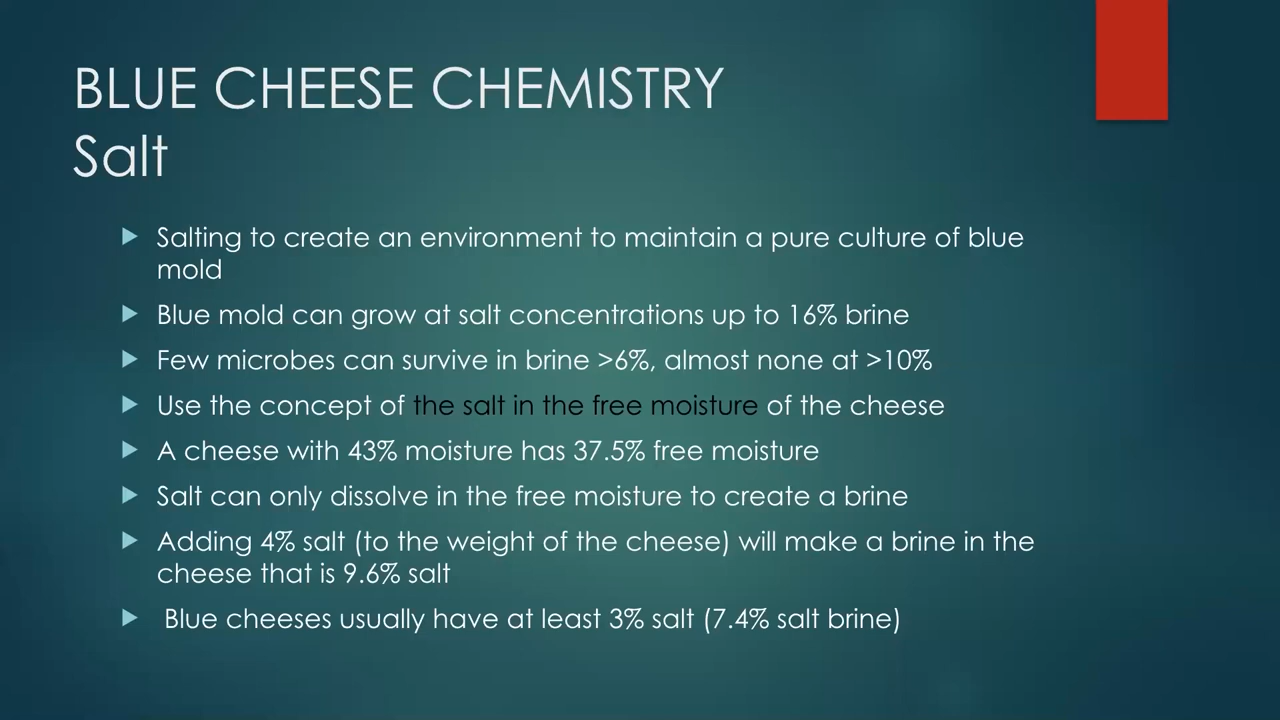 BLUE CHEESE CHEMISTRY
Salt
Salting to create an environment to maintain a pure culture of blue
mold
Blue mold can grow at salt concentrations up to 16% brine
Few microbes can survive in brine >6%, almost none at >10%
Use the concept of the salt in the free moisture of the cheese
A cheese with 43% moisture has 37.5% free moisture
Salt can only dissolve in the free moisture to create a brine
Adding 4% salt (to the weight of the cheese) will make a brine in the
cheese that is 9.6% salt
Blue cheeses usually have at least 3% salt (7.4% salt brine)